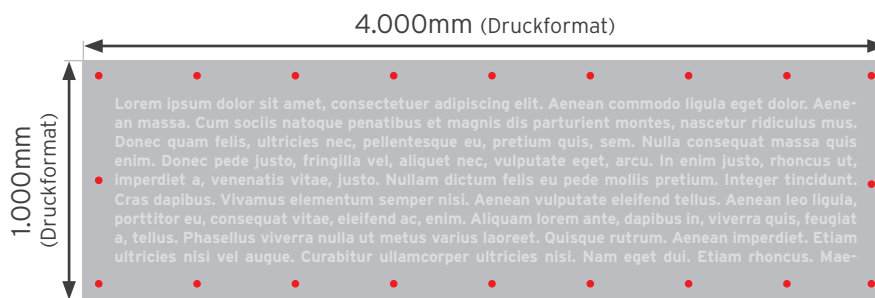 4.000mm (Druckformat)
1.000mm
(Druckformat)
Lorem ipsum dolor sit amet, consectetuer adipiscing elit. Aenean commodo ligula eget dolor. Aene-
an massa. Cum sociis natoque penatibus et magnis dis parturient montes, nascetur ridiculus mus.
Donec quam felis, ultricies nec, pellentesque eu, pretium quis, sem. Nulla consequat massa quis
enim. Donec pede justo, fringilla vel, aliquet nec, vulputate eget, arcu. In enim justo, rhoncus ut,
imperdiet a, venenatis vitae, justo. Nullam dictum felis eu pede mollis pretium. Integer tincidunt.
Cras dapibus. Vivamus elementum semper nisi. Aenean vulputate eleifend tellus. Aenean leo ligula,
porttitor eu, consequat vitae, eleifend ac, enim. Aliquam lorem ante, dapibus in, viverra quis, feugiat
a, tellus. Phasellus viverra nulla ut metus varius laoreet. Quisque rutrum. Aenean imperdiet. Etiam
ultricies nisi vel augue. Curabitur ullamcorper ultricies nisi. Nam eget dui. Etiam rhoncus. Mae-